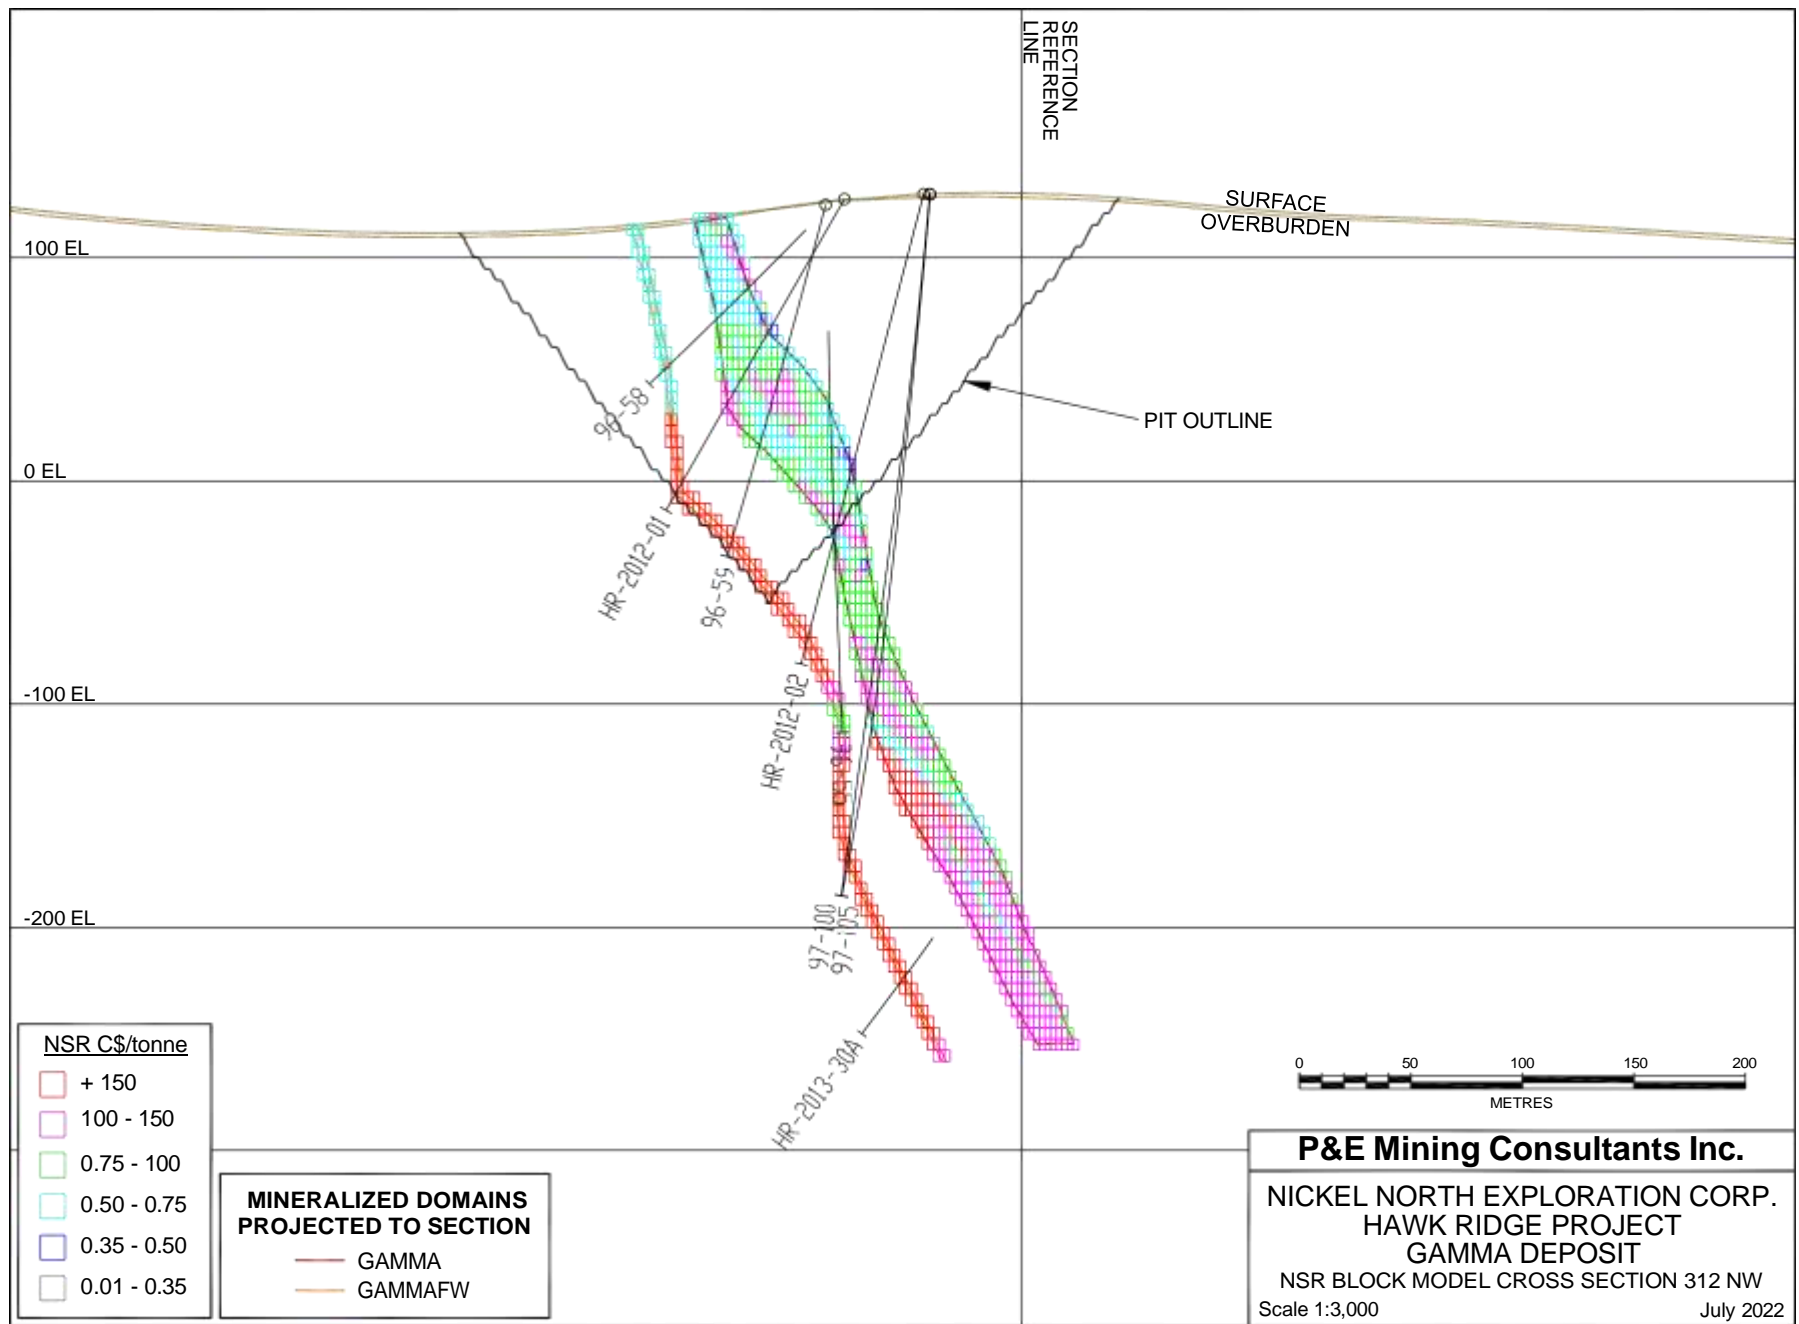 SECTION
REFERENCE
LINE
SURFACE
OVERBURDEN
100 EL
PIT OUTLINE
96-58
0 EL
HR-2012-01
96-59
HR-2012-02
-100 EL
97-100
97-105
-200 EL
HR-2013-30A
NSR C$/tonne
+ 150
100 - 150
0.75 - 100
0.50 - 0.75
0.35 - 0.50
0.01 - 0.35
MINERALIZED DOMAINS
PROJECTED TO SECTION
GAMMA
GAMMAFW
0 50 100 150 200
METRES
P&E Mining Consultants Inc.
NICKEL NORTH EXPLORATION CORP.
HAWK RIDGE PROJECT
GAMMA DEPOSIT
NSR BLOCK MODEL CROSS SECTION 312 NW
Scale 1:3,000 July 2022